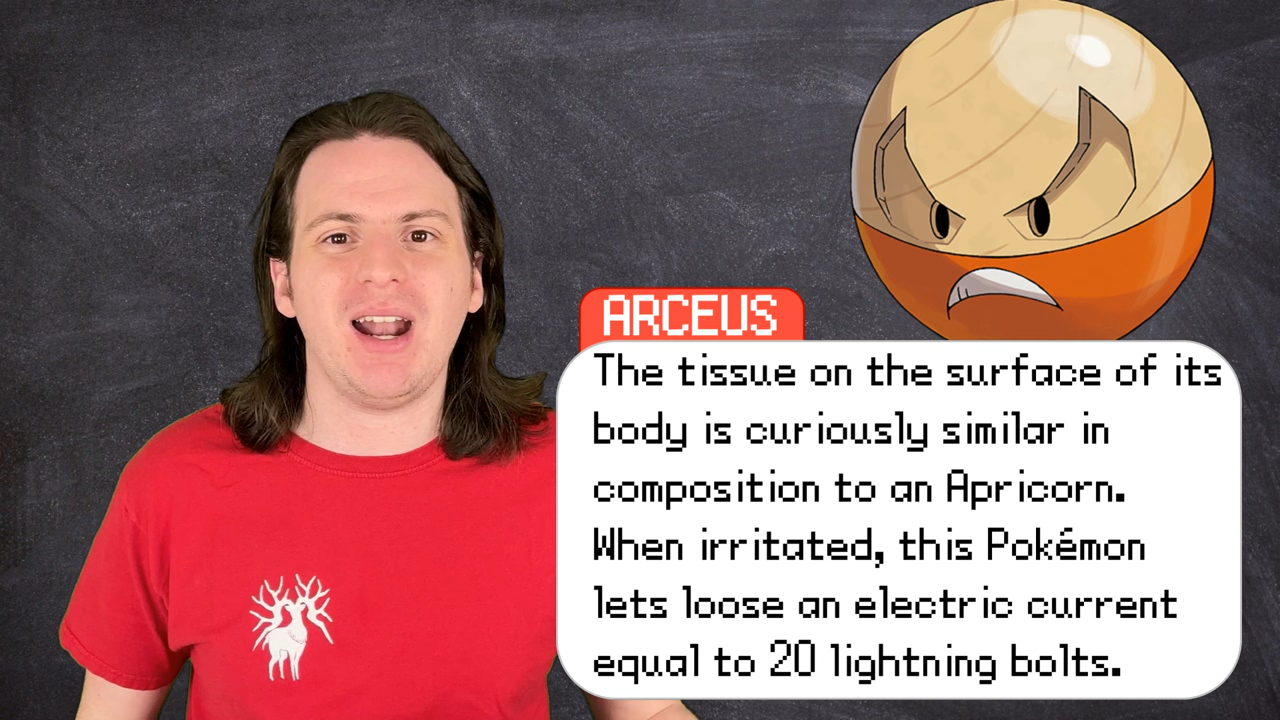 ARCEUS
The tissue on the surface of its
body is curiously similar in
composition to an Apricorn.
When irritated, this Pokémon
lets loose an electric current
equal to 20 lightning bolts.